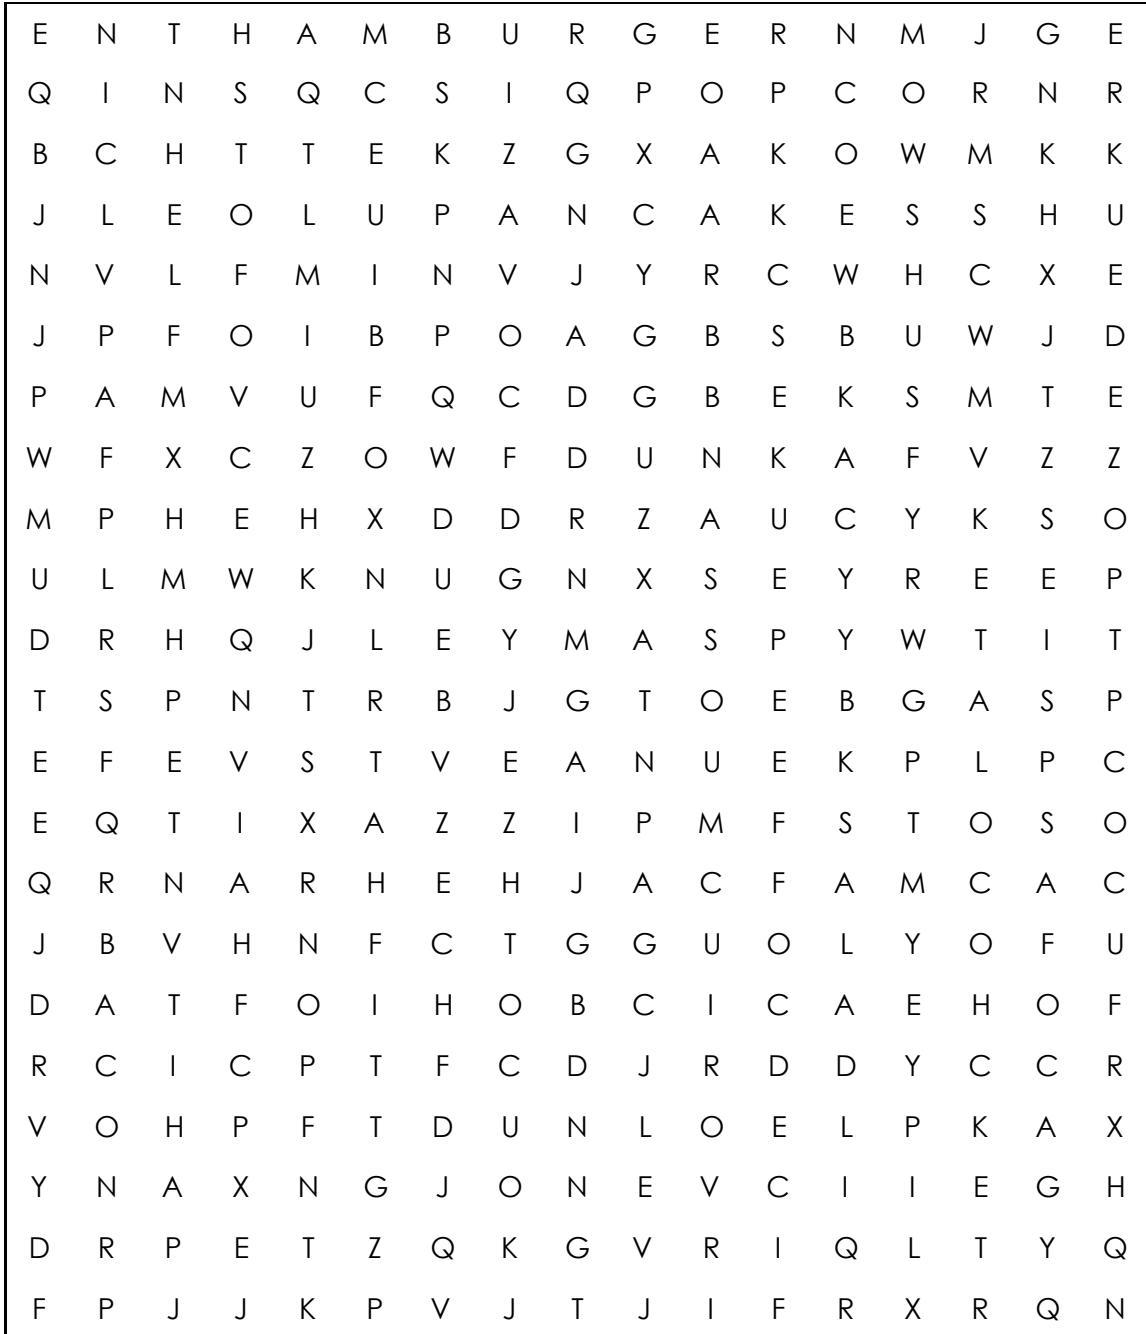 E N T H A M B U R G E R N M J G E
Q I N S Q C S I Q P O P C O R N R
B C H T T E K Z G X A K O W M K K
J L E O L U P A N C A K E S S H U
N V L F M I N V J Y R C W H C X E
J P F O I B P O A G B S B U W J D
P A M V U F Q C D G B E K S M T E
W F X C Z O W F D U N K A F V Z Z
M P H E H X D D R Z A U C Y K S O
U L M W K N U G N X S E Y R E E P
D R H Q J L E Y M A S P Y W T I T
T S P N T R B J G T O E B G A S P
E F E V S T V E A N U E K P L P C
E Q T I X A Z Z I P M F S T O S O
Q R N A R H E H J A C F A M C A C
J B V H N F C T G G U O L Y O F U
D A T F O I H O B C I C A E H O F
R C I C P T F C D J R D D Y C C R
V O H P F T D U N L O E L P K A X
Y N A X N G J O N E V C I I E G H
D R P E T Z Q K G V R I Q L T Y Q
F P J J K P V J T J I F R X R Q N